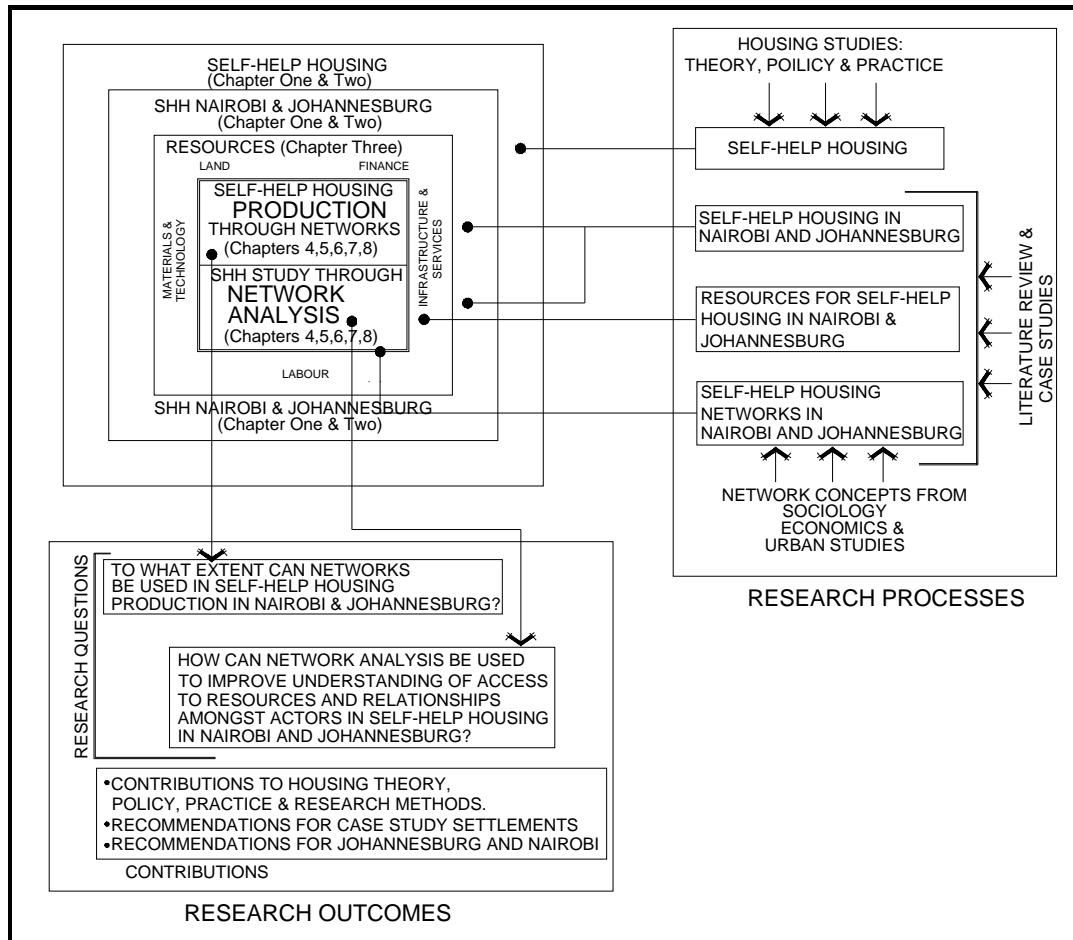 SELF-HELP HOUSING
(Chapter One & Two)
SHH NAIROBI & JOHANNESBURG
(Chapter One & Two)
RESOURCES (Chapter Three)
LAND
FINANCE
MATERIALS &
TECHNOLOGY
SELF-HELP HOUSING
PRODUCTION
THROUGH NETWORKS
(Chapters 4,5,6,7,8)
SHH STUDY THROUGH
NETWORK
ANALYSIS
(Chapters 4,5,6,7,8)
INFRASTRUCTURE &
SERVICES
LABOUR
SHH NAIROBI & JOHANNESBURG
(Chapter One & Two)
HOUSING STUDIES:
THEORY, POILICY & PRACTICE
SELF-HELP HOUSING
SELF-HELP HOUSING IN
NAIROBI AND JOHANNESBURG
RESOURCES FOR SELF-HELP
HOUSING IN NAIROBI &
JOHANNESBURG
SELF-HELP HOUSING
NETWORKS IN
NAIROBI AND JOHANNESBURG
LITERATURE REVIEW &
CASE STUDIES
NETWORK CONCEPTS FROM
SOCIOLOGY
ECONOMICS &
URBAN STUDIES
RESEARCH PROCESSES
RESEARCH QUESTIONS
TO WHAT EXTENT CAN NETWORKS
BE USED IN SELF-HELP HOUSING
PRODUCTION IN NAIROBI & JOHANNESBURG?
HOW CAN NETWORK ANALYSIS BE USED
TO IMPROVE UNDERSTANDING OF ACCESS
TO RESOURCES AND RELATIONSHIPS
AMONGST ACTORS IN SELF-HELP HOUSING
IN NAIROBI AND JOHANNESBURG?
•CONTRIBUTIONS TO HOUSING THEORY,
POLICY, PRACTICE & RESEARCH METHODS.
•RECOMMENDATIONS FOR CASE STUDY SETTLEMENTS
•RECOMMENDATIONS FOR JOHANNESBURG AND NAIROBI
CONTRIBUTIONS
RESEARCH OUTCOMES